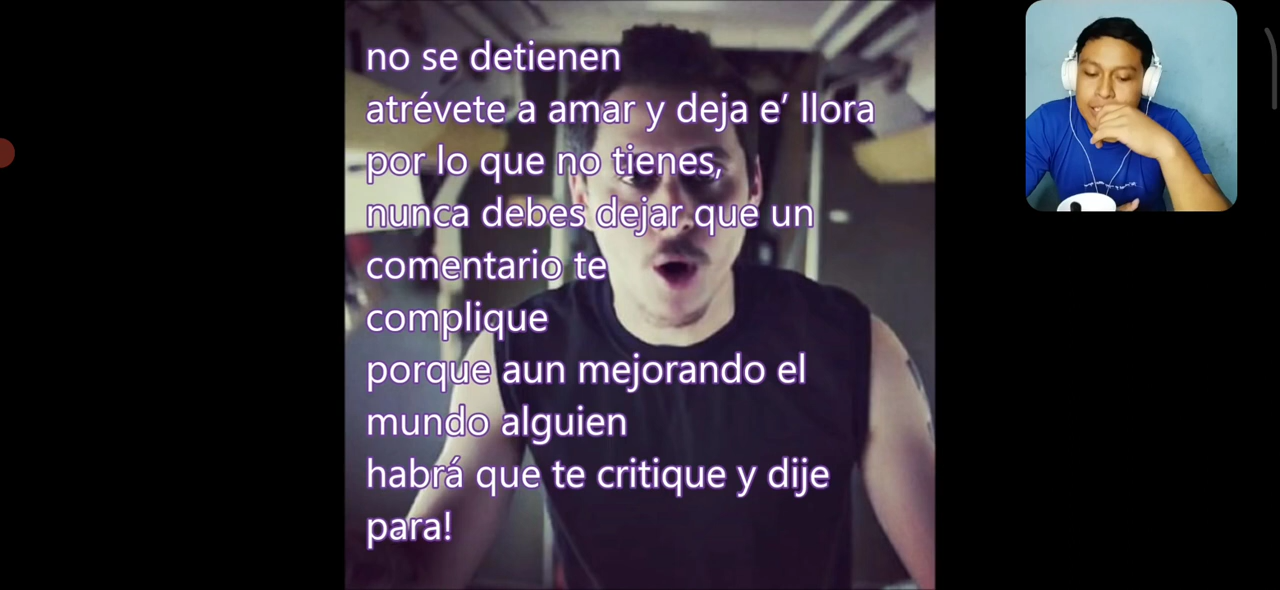 no se detienen
atrévete a amar y deja e’ llora
por lo que no tienes,
nunca debes dejar que un
comentario te
complique
porque aun mejorando el
mundo alguien
habrá que te critique y dije
para!